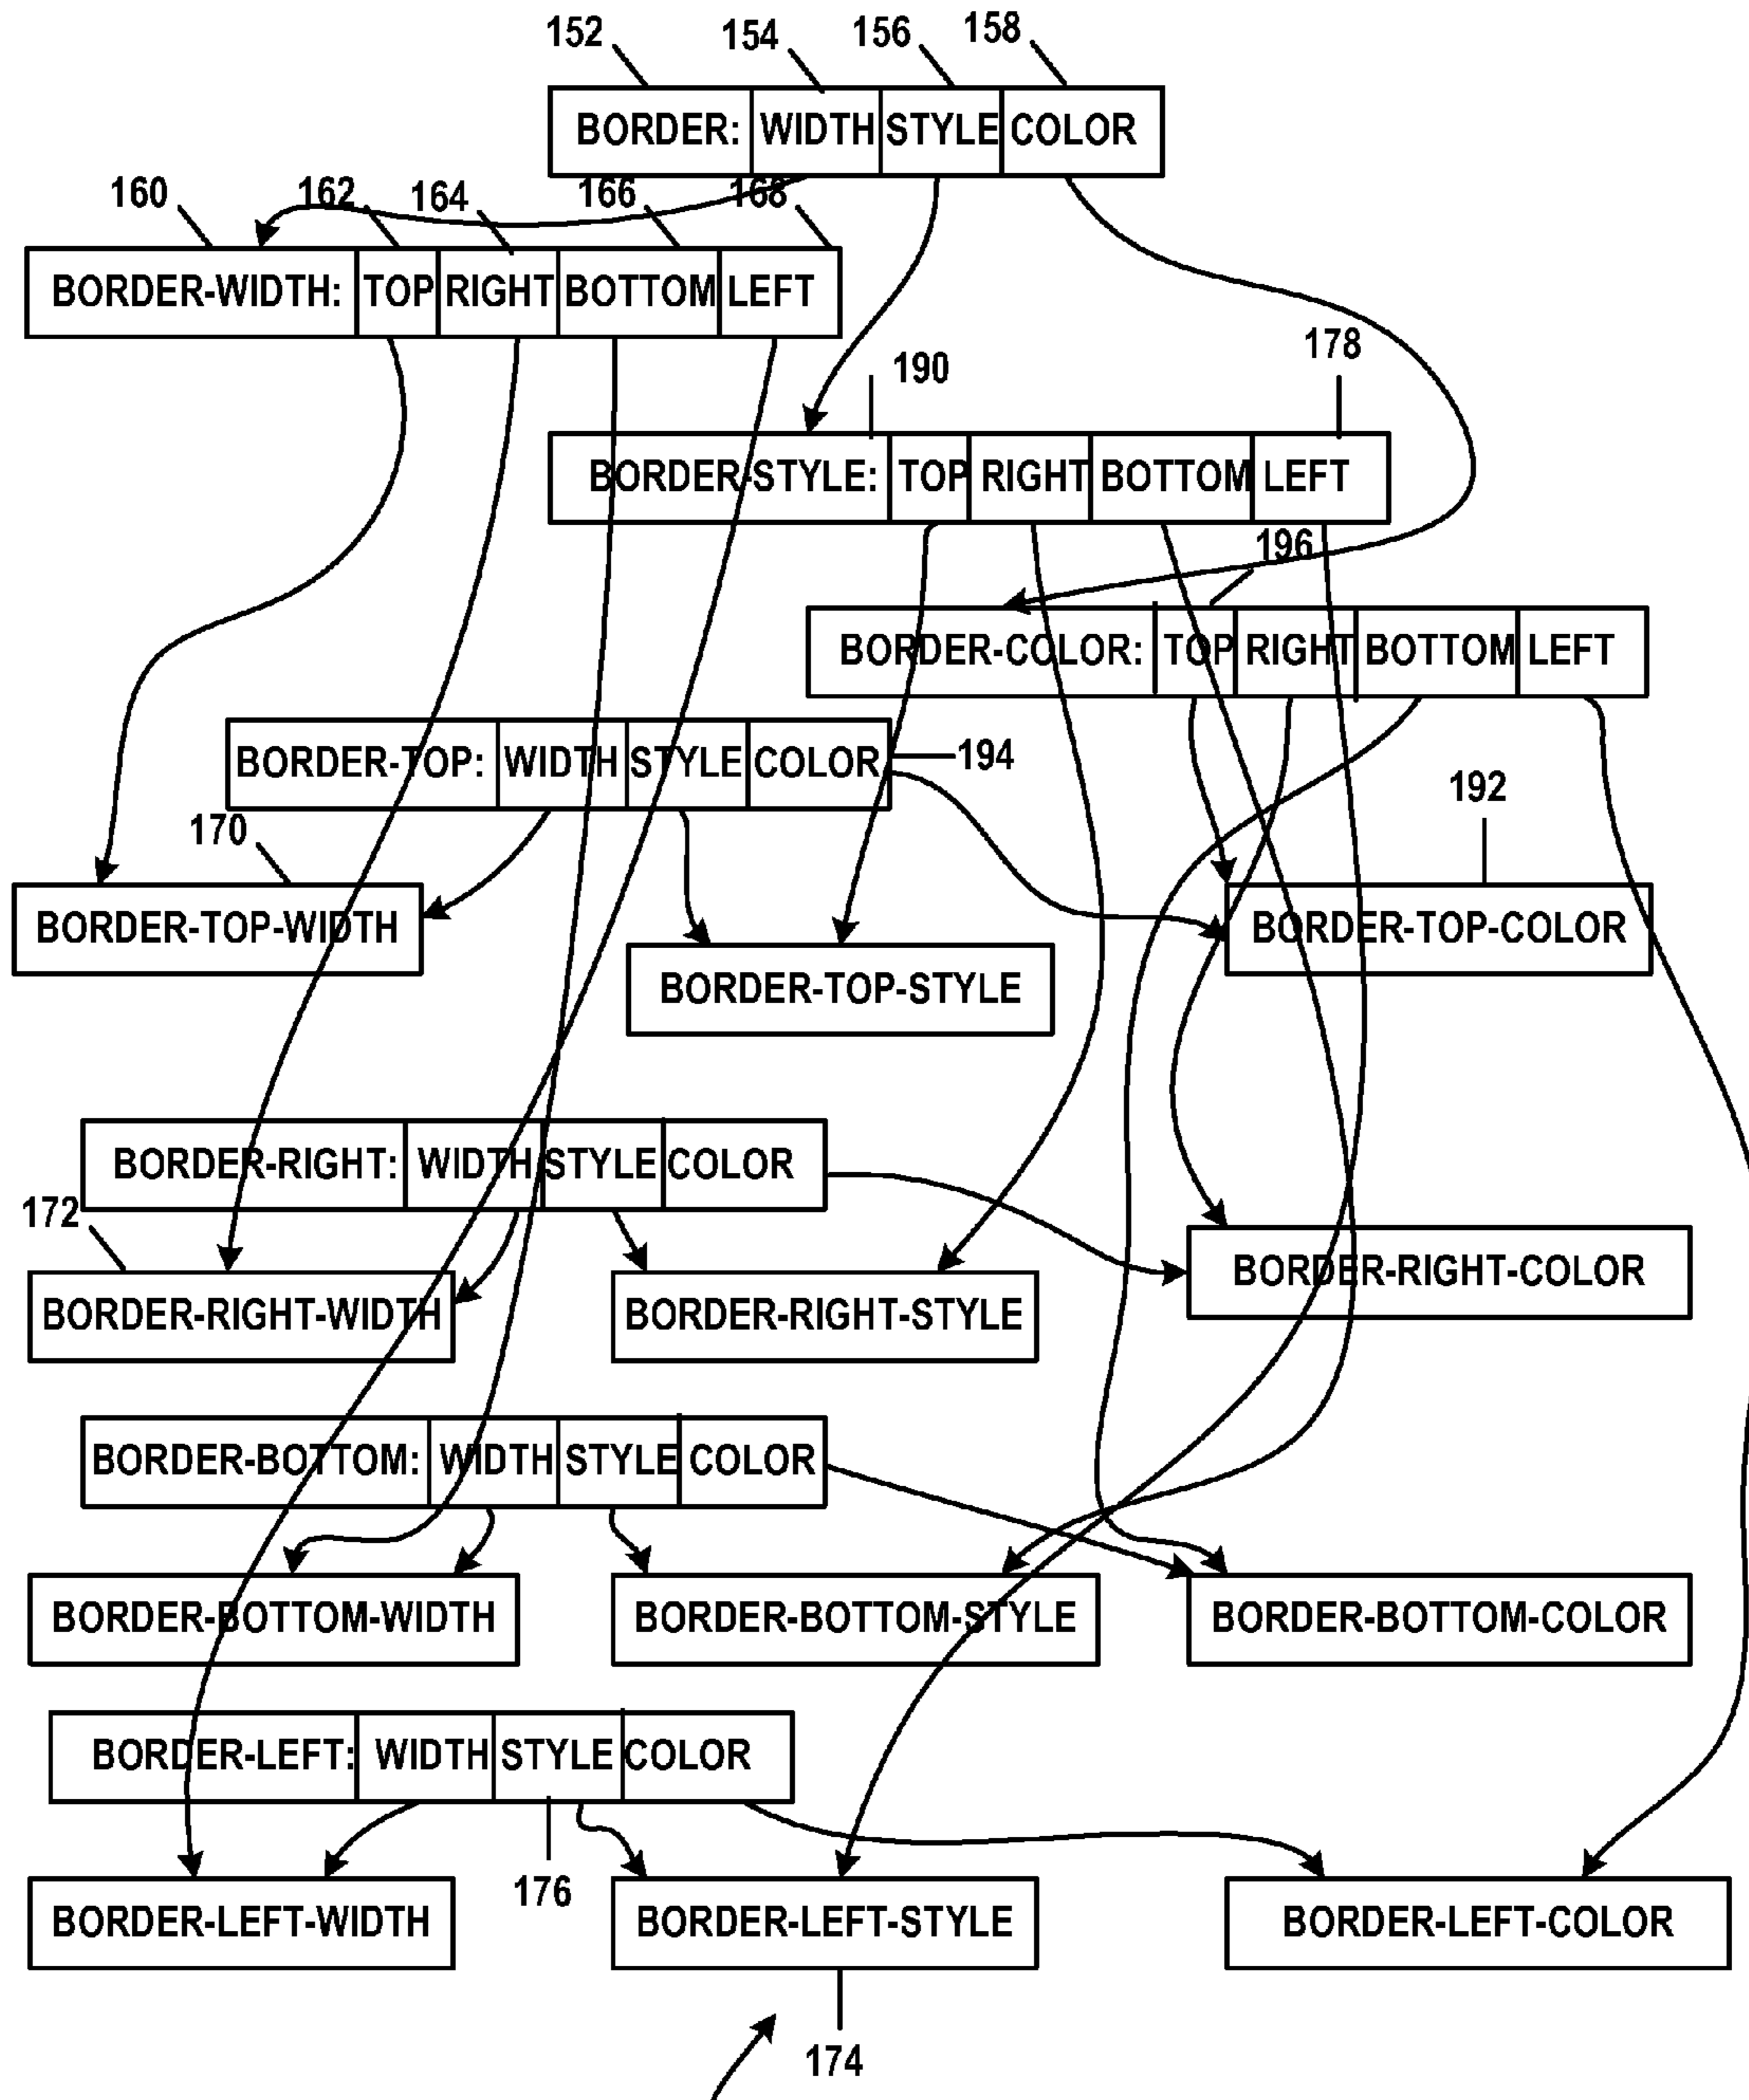 152 154 156 158
BORDER: WIDTH STYLE COLOR
160 162 164 166 168
BORDER-WIDTH: TOP RIGHT BOTTOM LEFT
190 178
BORDER-STYLE: TOP RIGHT BOTTOM LEFT
196
BORDER-COLOR: TOP RIGHT BOTTOM LEFT
BORDER-TOP: WIDTH STYLE COLOR 194
170 192
BORDER-TOP-WIDTH BORDER-TOP-COLOR
BORDER-TOP-STYLE
BORDER-RIGHT: WIDTH STYLE COLOR
172
BORDER-RIGHT-WIDTH BORDER-RIGHT-STYLE BORDER-RIGHT-COLOR
BORDER-BOTTOM: WIDTH STYLE COLOR
BORDER-BOTTOM-WIDTH BORDER-BOTTOM-STYLE BORDER-BOTTOM-COLOR
BORDER-LEFT: WIDTH STYLE COLOR
176
BORDER-LEFT-WIDTH BORDER-LEFT-STYLE BORDER-LEFT-COLOR
174